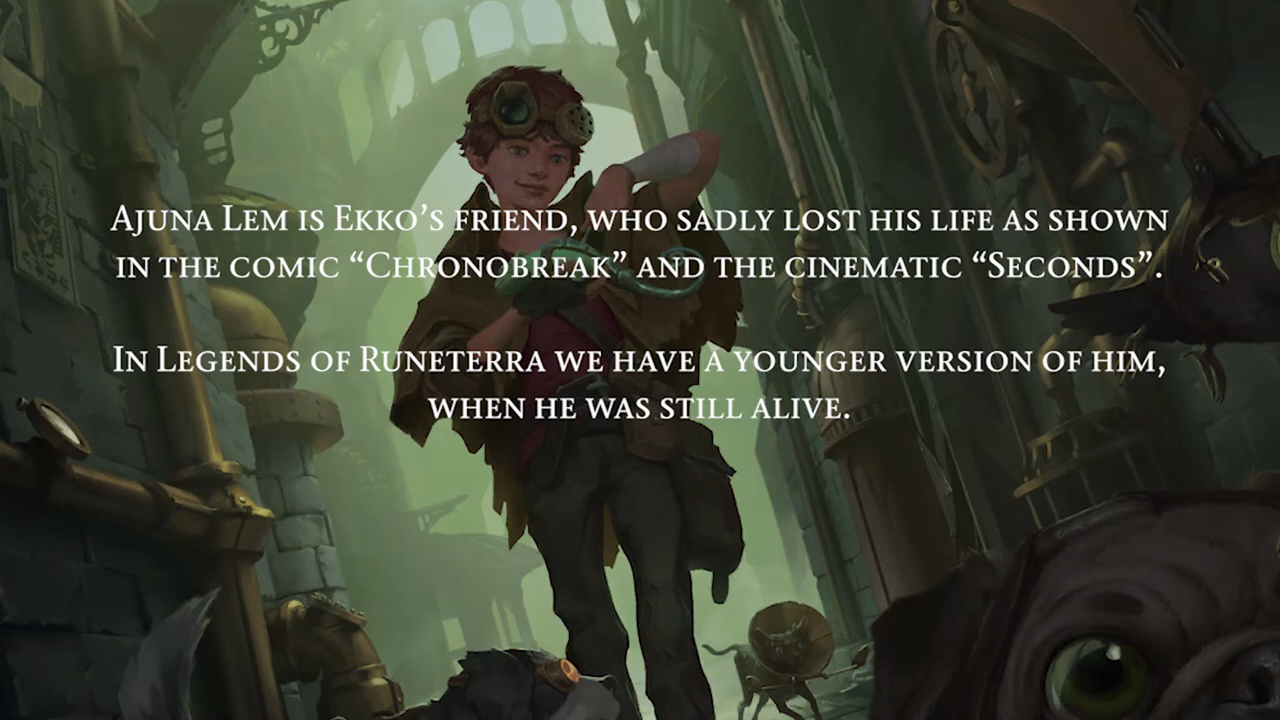 Ajuna Lem is Ekko’s friend, who sadly lost his life as shown
in the comic “Chronobreak” and the cinematic “Seconds”.
In Legends of Runeterra we have a younger version of him,
when he was still alive.